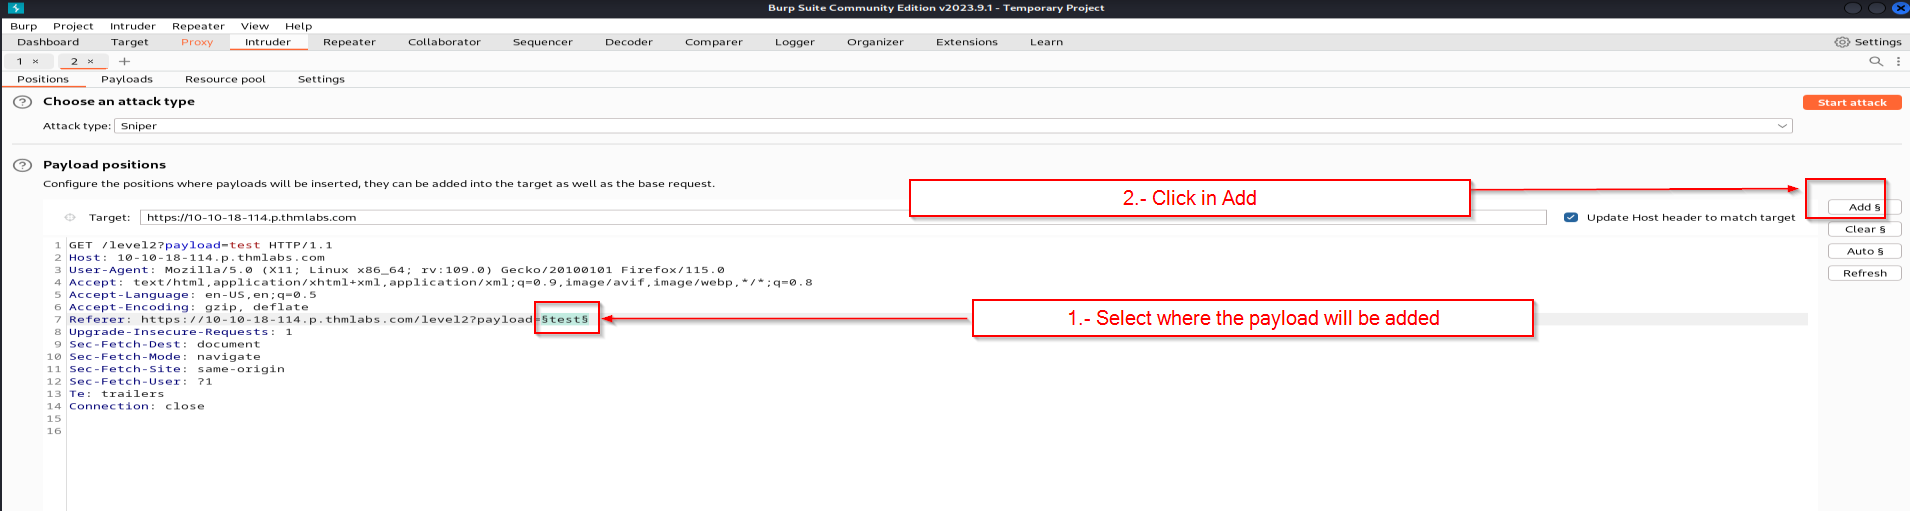 Burp Suite Community Edition v2023.9.1 - Temporary Project
Burp Project Intruder Repeater View Help
Dashboard Target Proxy Intruder Repeater Collaborator Sequencer Decoder Comparer Logger Organizer Extensions Learn Settings
1 × 2 × +
Positions Payloads Resource pool Settings
? Choose an attack type
Start attack
Attack type: Sniper
? Payload positions
Configure the positions where payloads will be inserted, they can be added into the target as well as the base request.
2.- Click in Add
Target: https://10-10-18-114.p.thmlabs.com
Update Host header to match target
Add §
Clear §
Auto §
Refresh
1 GET /level2?payload=test HTTP/1.1
2 Host: 10-10-18-114.p.thmlabs.com
3 User-Agent: Mozilla/5.0 (X11; Linux x86_64; rv:109.0) Gecko/20100101 Firefox/115.0
4 Accept: text/html,application/xhtml+xml,application/xml;q=0.9,image/avif,image/webp,*/*;q=0.8
5 Accept-Language: en-US,en;q=0.5
6 Accept-Encoding: gzip, deflate
7 Referer: https://10-10-18-114.p.thmlabs.com/level2?payload=§test§
1.- Select where the payload will be added
8 Upgrade-Insecure-Requests: 1
9 Sec-Fetch-Dest: document
10 Sec-Fetch-Mode: navigate
11 Sec-Fetch-Site: same-origin
12 Sec-Fetch-User: ?1
13 Te: trailers
14 Connection: close
15
16